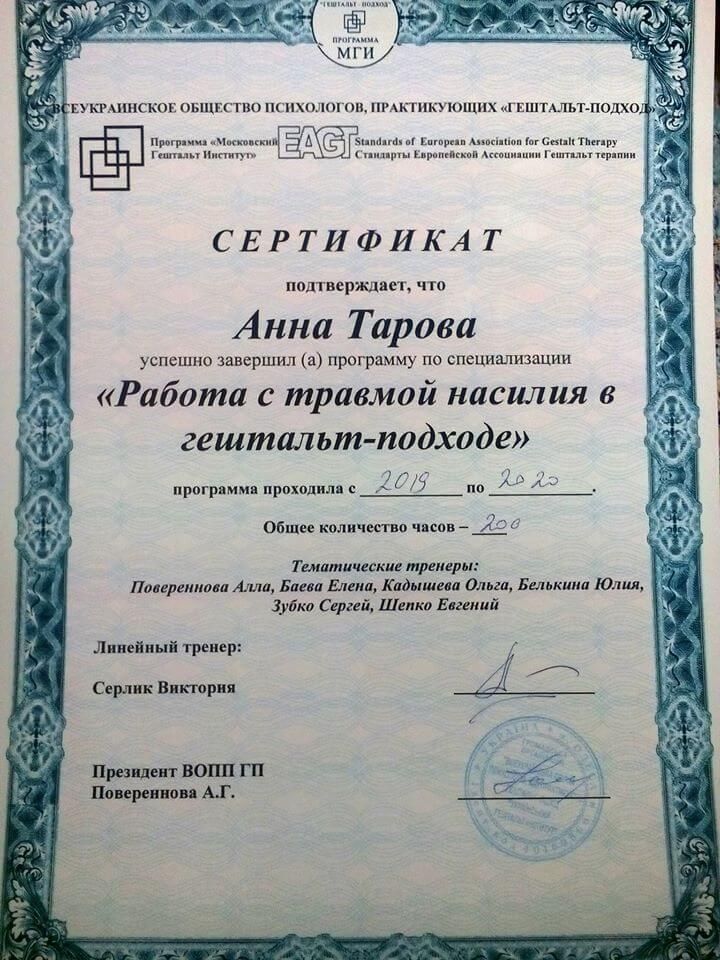 "ГЕШТАЛЬТ - ПОДХОД"
ПРОГРАММА
МГИ
ВСЕУКРАИНСКОЕ ОБЩЕСТВО ПСИХОЛОГОВ, ПРАКТИКУЮЩИХ «ГЕШТАЛЬТ-ПОДХОД»
Программа «Московский
Гештальт Институт»
EAGT
Standards of European Association for Gestalt Therapy
Стандарты Европейской Ассоциации Гештальт терапии
СЕРТИФИКАТ
подтверждает, что
Анна Тарова
успешно завершил (а) программу по специализации
«Работа с травмой насилия в
гештальт-подходе»
программа проходила с 2019 по 2020.
Общее количество часов – 200
Тематические тренеры:
Повереннова Алла, Баева Елена, Кадышева Ольга, Белькина Юлия,
Зубко Сергей, Шепко Евгений
Линейный тренер:
Серлик Виктория
Президент ВОПП ГП
Повереннова А.Г.
УКРАЇНА